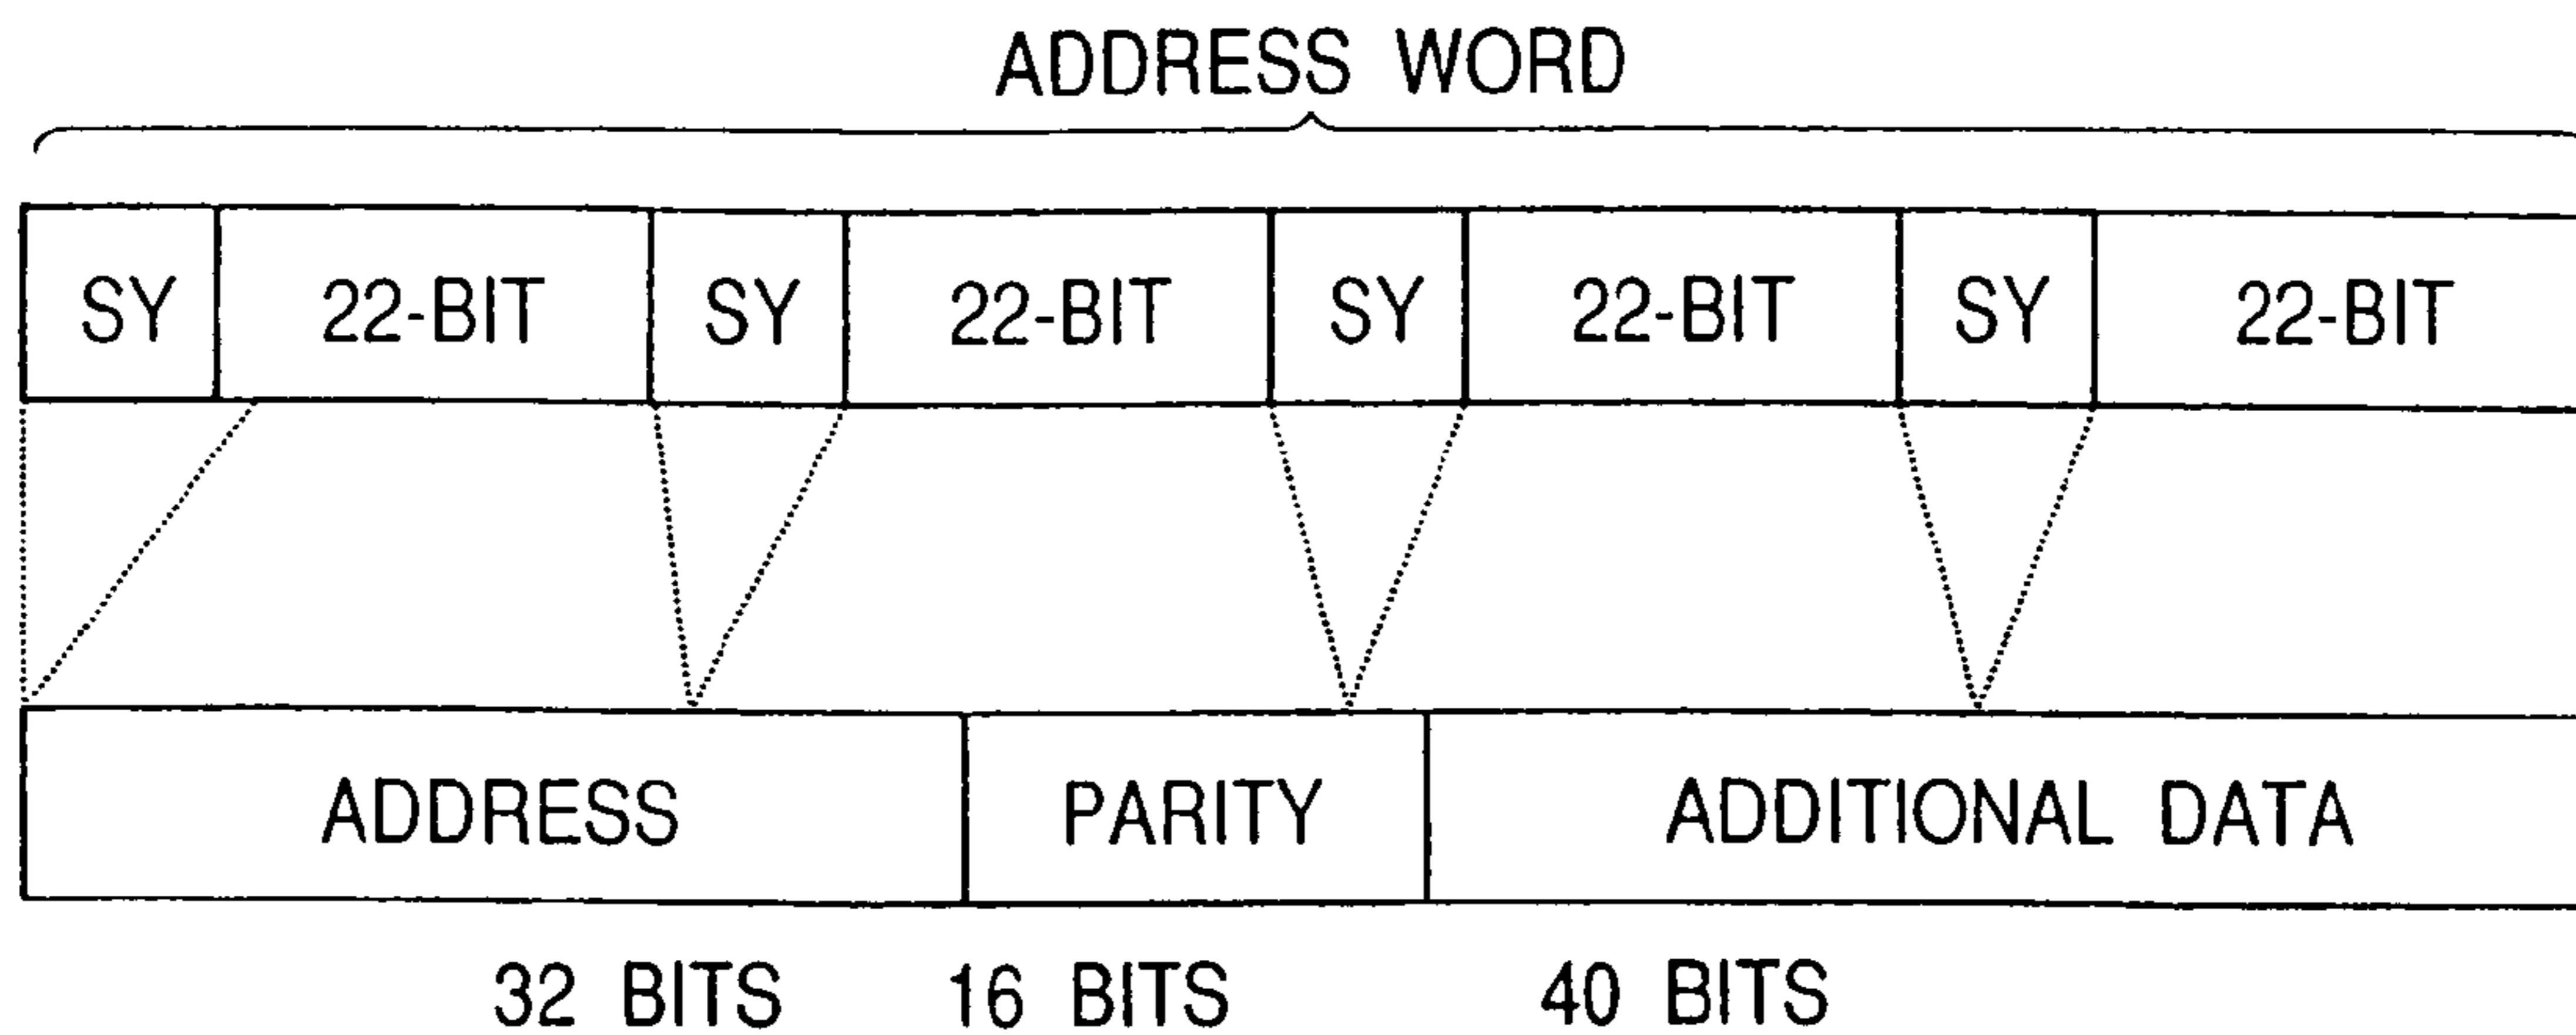 ADDRESS WORD
SY 22-BIT SY 22-BIT SY 22-BIT SY 22-BIT
ADDRESS PARITY ADDITIONAL DATA
32 BITS 16 BITS 40 BITS